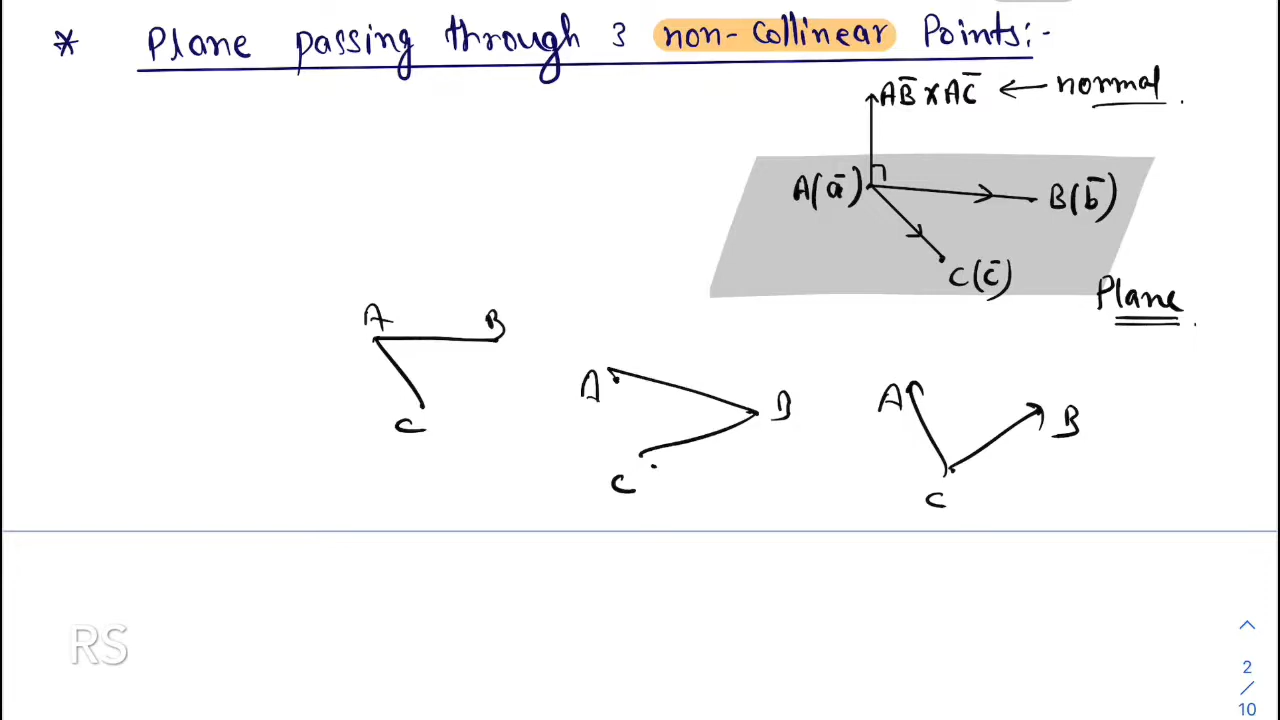 * Plane passing through 3 non-collinear Points:-
AB̄ x AC̄ ← normal.
A(ā)
B(b̄)
C(c̄)
Plane.
A B
C
A B
C
A B
C
RS
^
2
/
10